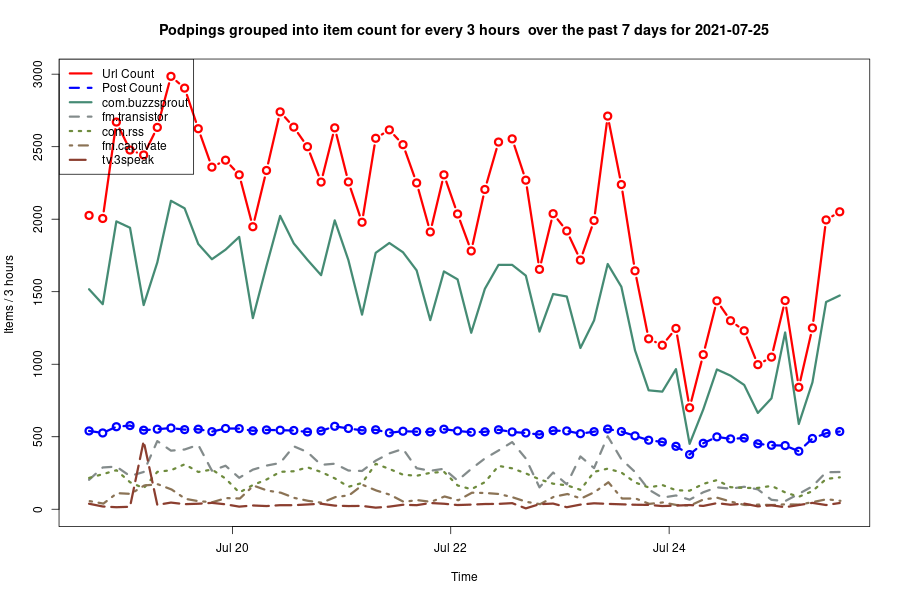 Podpings grouped into item count for every 3 hours  over the past 7 days for 2021-07-25
Url Count
Post Count
com.buzzsprout
fm.transistor
com.rss
fm.captivate
tv.3speak
3000
2500
2000
1500
1000
500
0
Items / 3 hours
Jul 20
Jul 22
Jul 24
Time